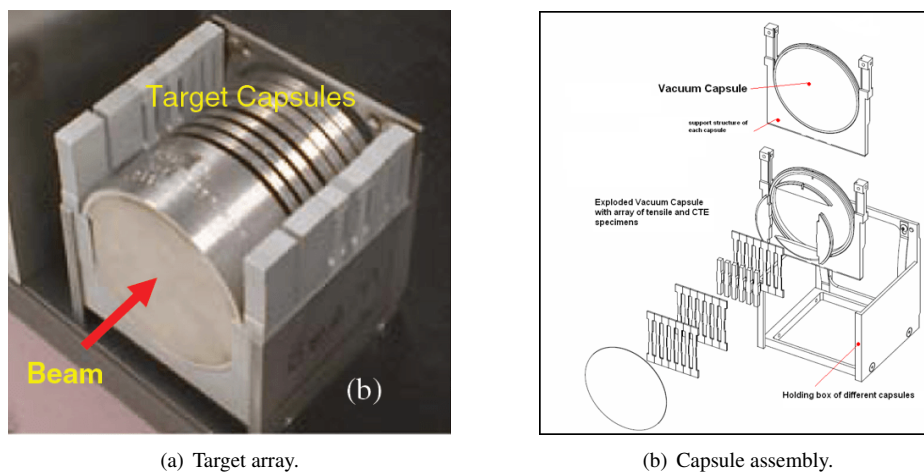 Target Capsules
Beam
(b)
(a) Target array.
Vacuum Capsule
support structure of
each capsule
Exploded Vacuum Capsule
with array of tensile and CTE
specimens
Holding box of different capsules
(b) Capsule assembly.